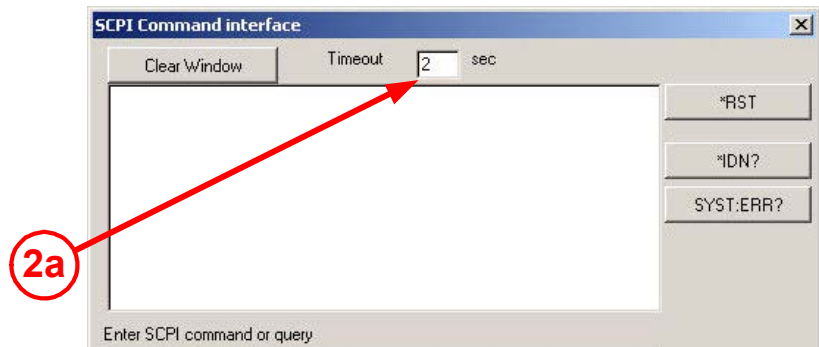 SCPI Command interface
Clear Window
Timeout 2 sec
*RST
*IDN?
SYST:ERR?
2a
Enter SCPI command or query